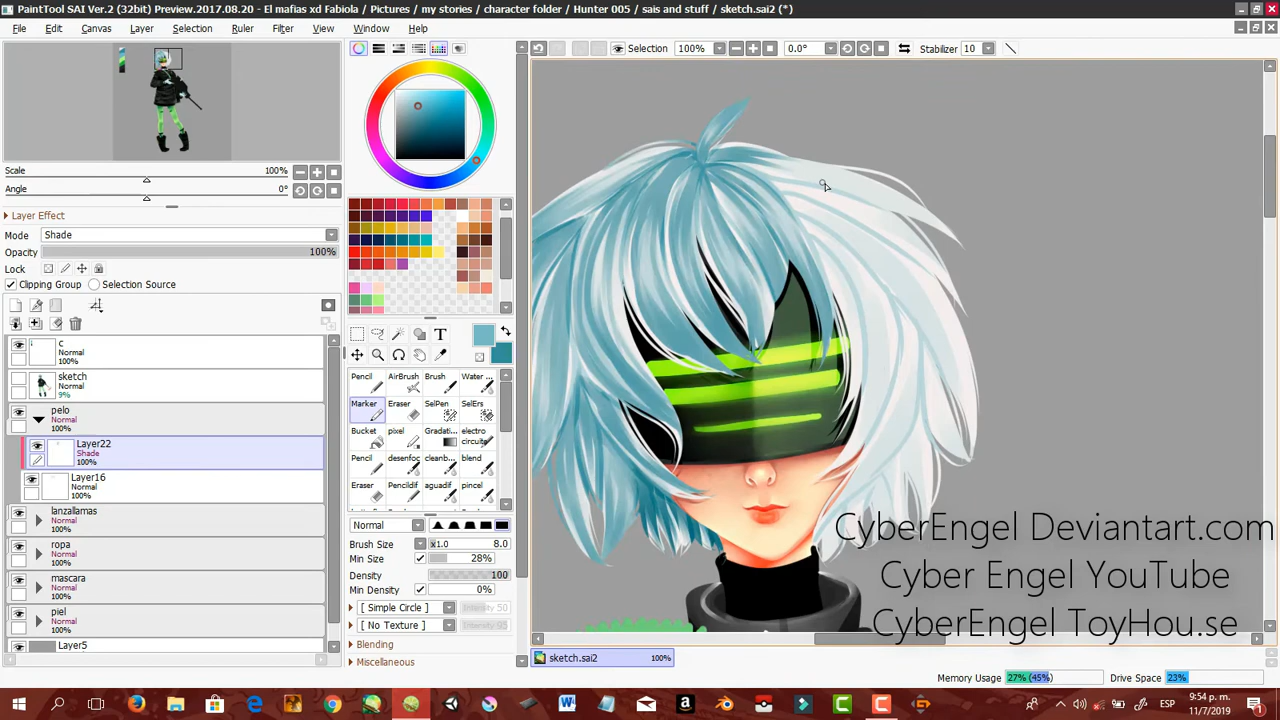 PaintTool SAI Ver.2 (32bit) Preview.2017.08.20 - El mafias xd Fabiola / Pictures / my stories / character folder / Hunter 005 / sais and stuff / sketch.sai2 (*)
File Edit Canvas Layer Selection Ruler Filter View Window Help
Selection 100% 0.0° Stabilizer 10
Scale 100%
Angle 0°
Layer Effect
Mode Shade
Opacity 100%
Lock
Clipping Group Selection Source
c
Normal
100%
sketch
9%
pelo
Normal
Layer22
Shade
100%
Layer16
Normal
100%
lanzallamas
Normal
ropa
Normal
mascara
Normal
piel
Normal
Layer5
T
Pencil AirBrush Brush Water ...
Marker Eraser SelPen SelErs
Bucket pixel Gradati... electro circuite
Pencil desenfoc cleanb... blend
Eraser Pencildif aguadif pincel
Normal
Brush Size x1.0 8.0
Min Size 28%
Density 100
Min Density 0%
[ Simple Circle ] Intensity 50
[ No Texture ]
Blending
Miscellaneous
CyberEngel Deviantart.com
Cyber Engel YouTube
CyberEngel ToyHou.se
sketch.sai2 100%
Memory Usage 27% (45%) Drive Space 23%
ESP 9:54 p. m.
11/7/2019